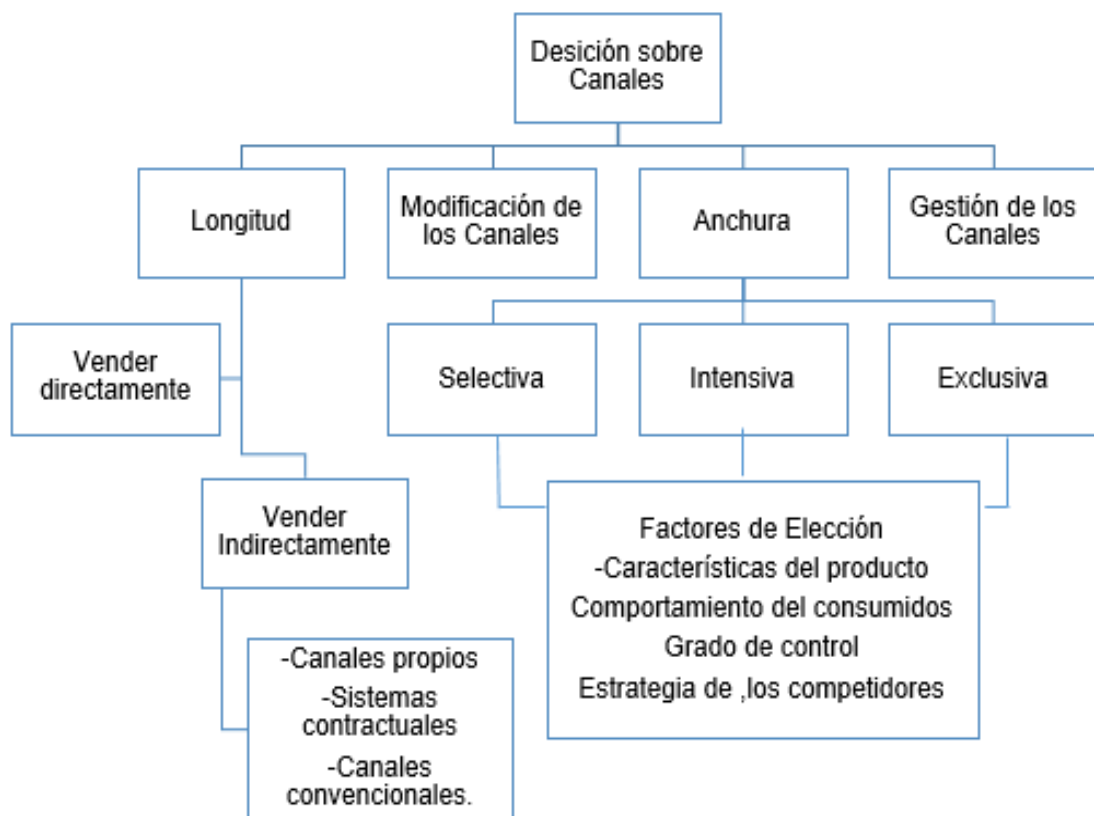 Desición sobre
Canales
Longitud
Modificación de
los Canales
Anchura
Gestión de los
Canales
Vender
directamente
Selectiva
Intensiva
Exclusiva
Vender
Indirectamente
Factores de Elección
-Características del producto
Comportamiento del consumidos
Grado de control
Estrategia de ,los competidores
-Canales propios
-Sistemas
contractuales
-Canales
convencionales.